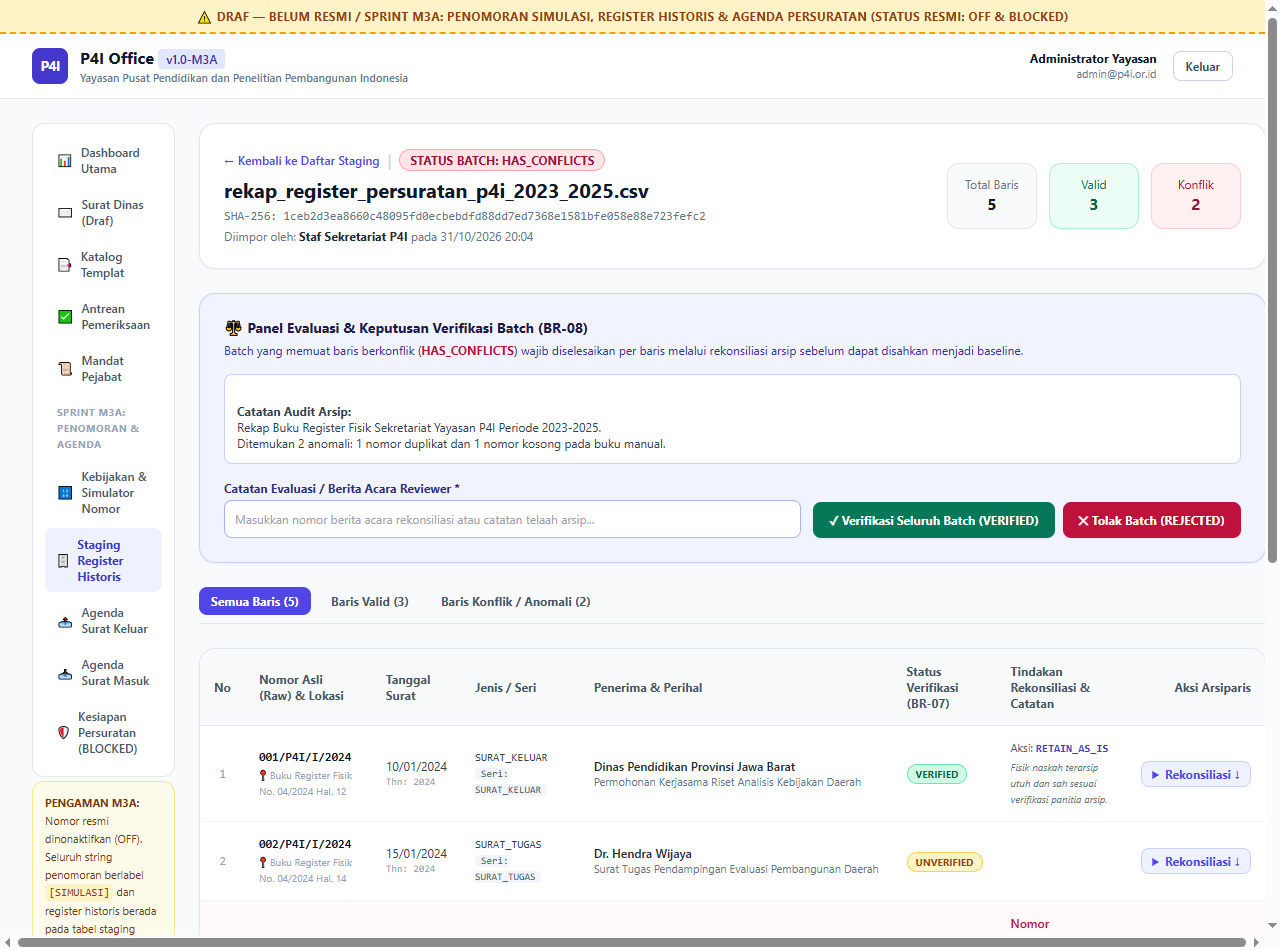 ⚠ DRAF — BELUM RESMI / SPRINT M3A: PENOMORAN SIMULASI, REGISTER HISTORIS & AGENDA PERSURATAN (STATUS RESMI: OFF & BLOCKED)
P4I
P4I Office v1.0-M3A
Yayasan Pusat Pendidikan dan Penelitian Pembangunan Indonesia
Administrator Yayasan
admin@p4i.or.id
Keluar
Dashboard
Utama
Surat Dinas
(Draf)
Katalog
Templat
Antrean
Pemeriksaan
Mandat
Pejabat
SPRINT M3A:
PENOMORAN &
AGENDA
Kebijakan &
Simulator
Nomor
Staging
Register
Historis
Agenda
Surat Keluar
Agenda
Surat Masuk
Kesiapan
Persuratan
(BLOCKED)
PENGAMAN M3A:
Nomor resmi
dinonaktifkan (OFF).
Seluruh string
penomoran berlabel
[SIMULASI] dan
register historis berada
pada tabel staging
← Kembali ke Daftar Staging | STATUS BATCH: HAS_CONFLICTS
rekap_register_persuratan_p4i_2023_2025.csv
SHA-256: 1ceb2d3ea8660c48095fd0ecbebdfd88dd7ed7368e1581bfe058e88e723fefc2
Diimpor oleh: Staf Sekretariat P4I pada 31/10/2026 20:04
Total Baris
5
Valid
3
Konflik
2
Panel Evaluasi & Keputusan Verifikasi Batch (BR-08)
Batch yang memuat baris berkonflik (HAS_CONFLICTS) wajib diselesaikan per baris melalui rekonsiliasi arsip sebelum dapat disahkan menjadi baseline.
Catatan Audit Arsip:
Rekap Buku Register Fisik Sekretariat Yayasan P4I Periode 2023-2025.
Ditemukan 2 anomali: 1 nomor duplikat dan 1 nomor kosong pada buku manual.
Catatan Evaluasi / Berita Acara Reviewer *
Masukkan nomor berita acara rekonsiliasi atau catatan telaah arsip...
✓ Verifikasi Seluruh Batch (VERIFIED)
✕ Tolak Batch (REJECTED)
Semua Baris (5)
Baris Valid (3)
Baris Konflik / Anomali (2)
No
Nomor Asli
(Raw) & Lokasi
Tanggal
Surat
Jenis / Seri
Penerima & Perihal
Status
Verifikasi
(BR-07)
Tindakan
Rekonsiliasi &
Catatan
Aksi Arsiparis
1
001/P4I/I/2024
Buku Register Fisik
No. 04/2024 Hal. 12
10/01/2024
Thn: 2024
SURAT_KELUAR
Seri:
SURAT_KELUAR
Dinas Pendidikan Provinsi Jawa Barat
Permohonan Kerjasama Riset Analisis Kebijakan Daerah
VERIFIED
Aksi: RETAIN_AS_IS
Fisik naskah terarsip
utuh dan sah sesuai
verifikasi panitia arsip.
▶ Rekonsiliasi ↓
2
002/P4I/I/2024
Buku Register Fisik
No. 04/2024 Hal. 14
15/01/2024
Thn: 2024
SURAT_TUGAS
Seri:
SURAT_TUGAS
Dr. Hendra Wijaya
Surat Tugas Pendampingan Evaluasi Pembangunan Daerah
UNVERIFIED
▶ Rekonsiliasi ↓
Nomor